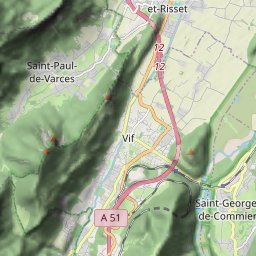 et-Risset
12
12
Saint-Paul-
de-Varces
Vif
Saint-George
de-Commier
A 51